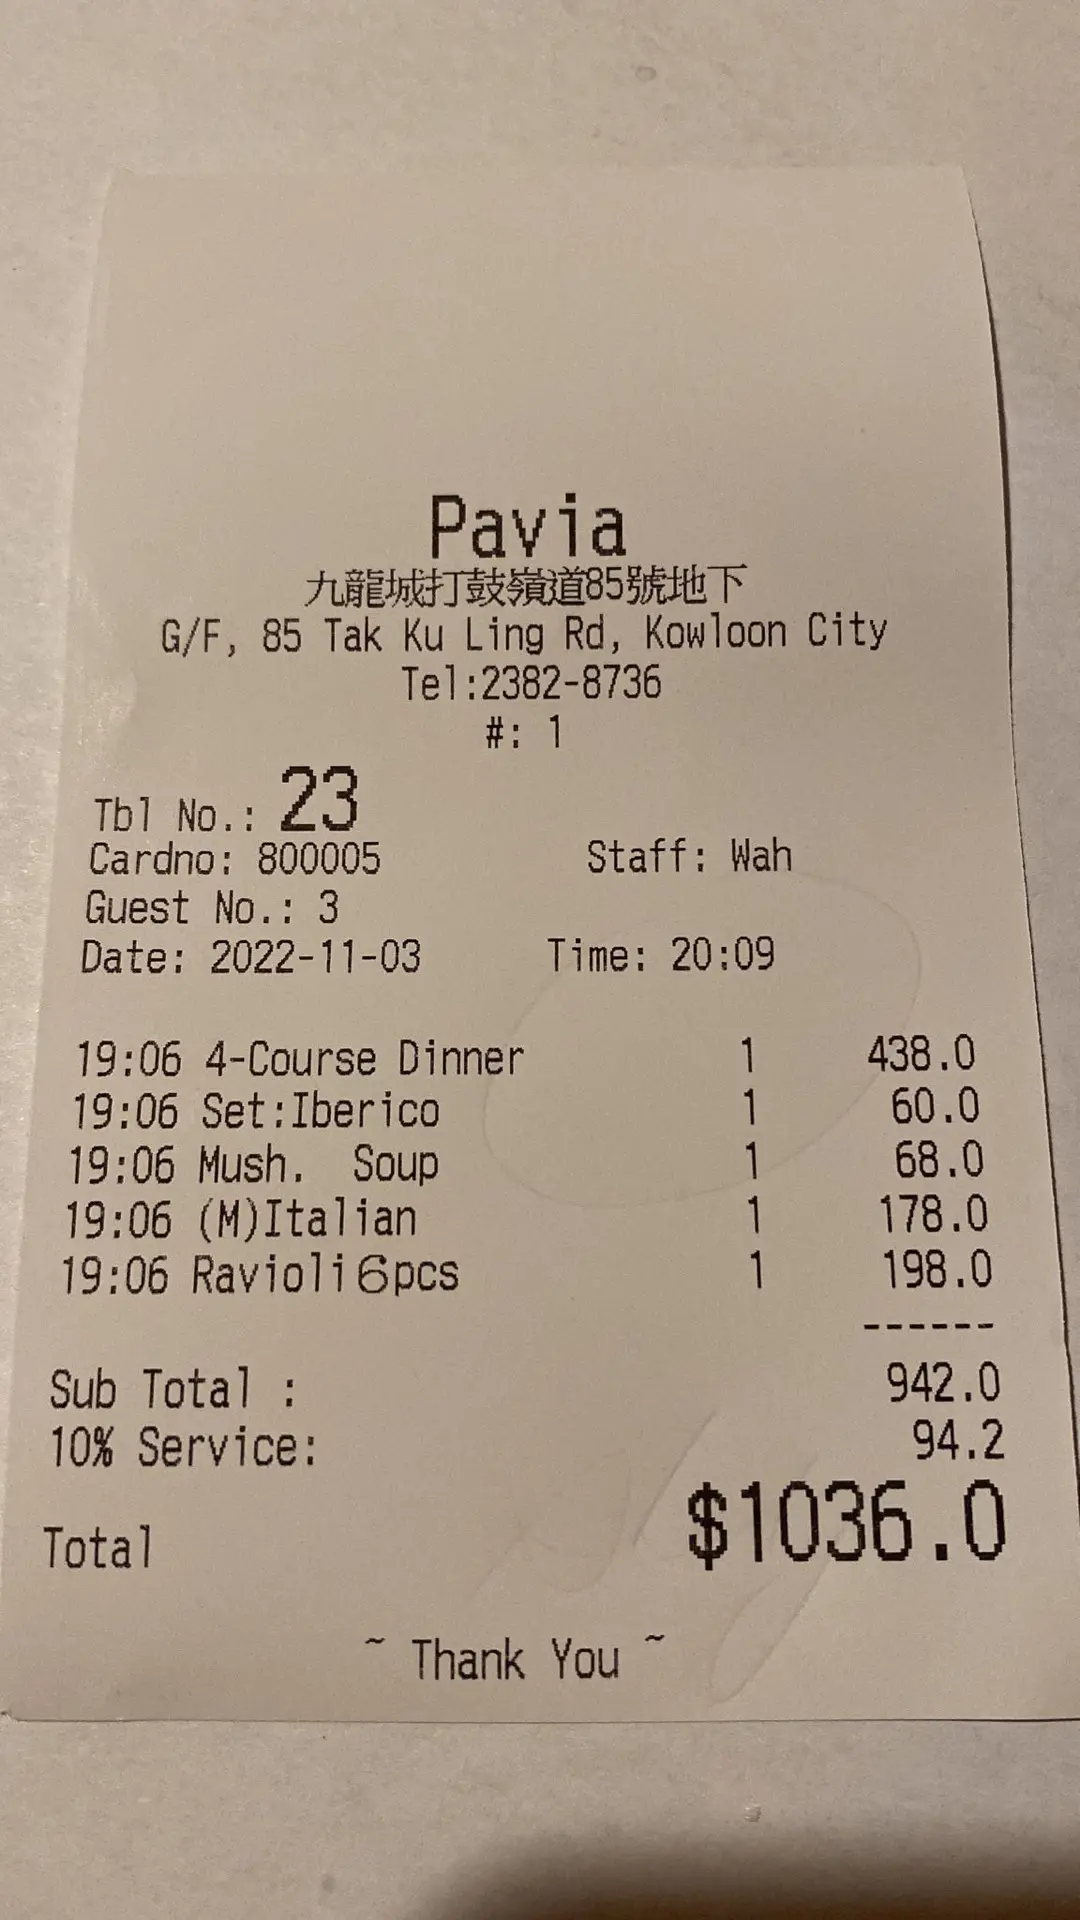 Pavia
九龍城打鼓嶺道85號地下
G/F, 85 Tak Ku Ling Rd, Kowloon City
Tel:2382-8736
#: 1
Tbl No.: 23
Cardno: 800005 Staff: Wah
Guest No.: 3
Date: 2022-11-03 Time: 20:09
19:06 4-Course Dinner 1 438.0
19:06 Set:Iberico 1 60.0
19:06 Mush. Soup 1 68.0
19:06 (M)Italian 1 178.0
19:06 Ravioli6pcs 1 198.0
------
Sub Total : 942.0
10% Service: 94.2
Total $1036.0
~ Thank You ~